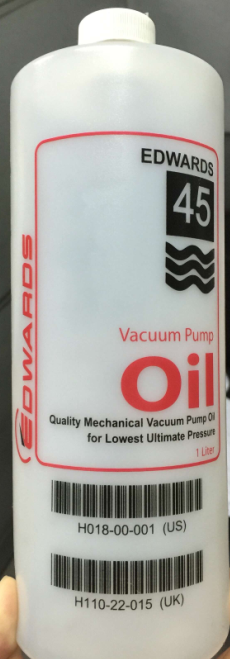 EDWARDS
45
EDWARDS
Vacuum Pump
Oil
Quality Mechanical Vacuum Pump Oil
for Lowest Ultimate Pressure
1 Liter
H018-00-001 (US)
H110-22-015 (UK)